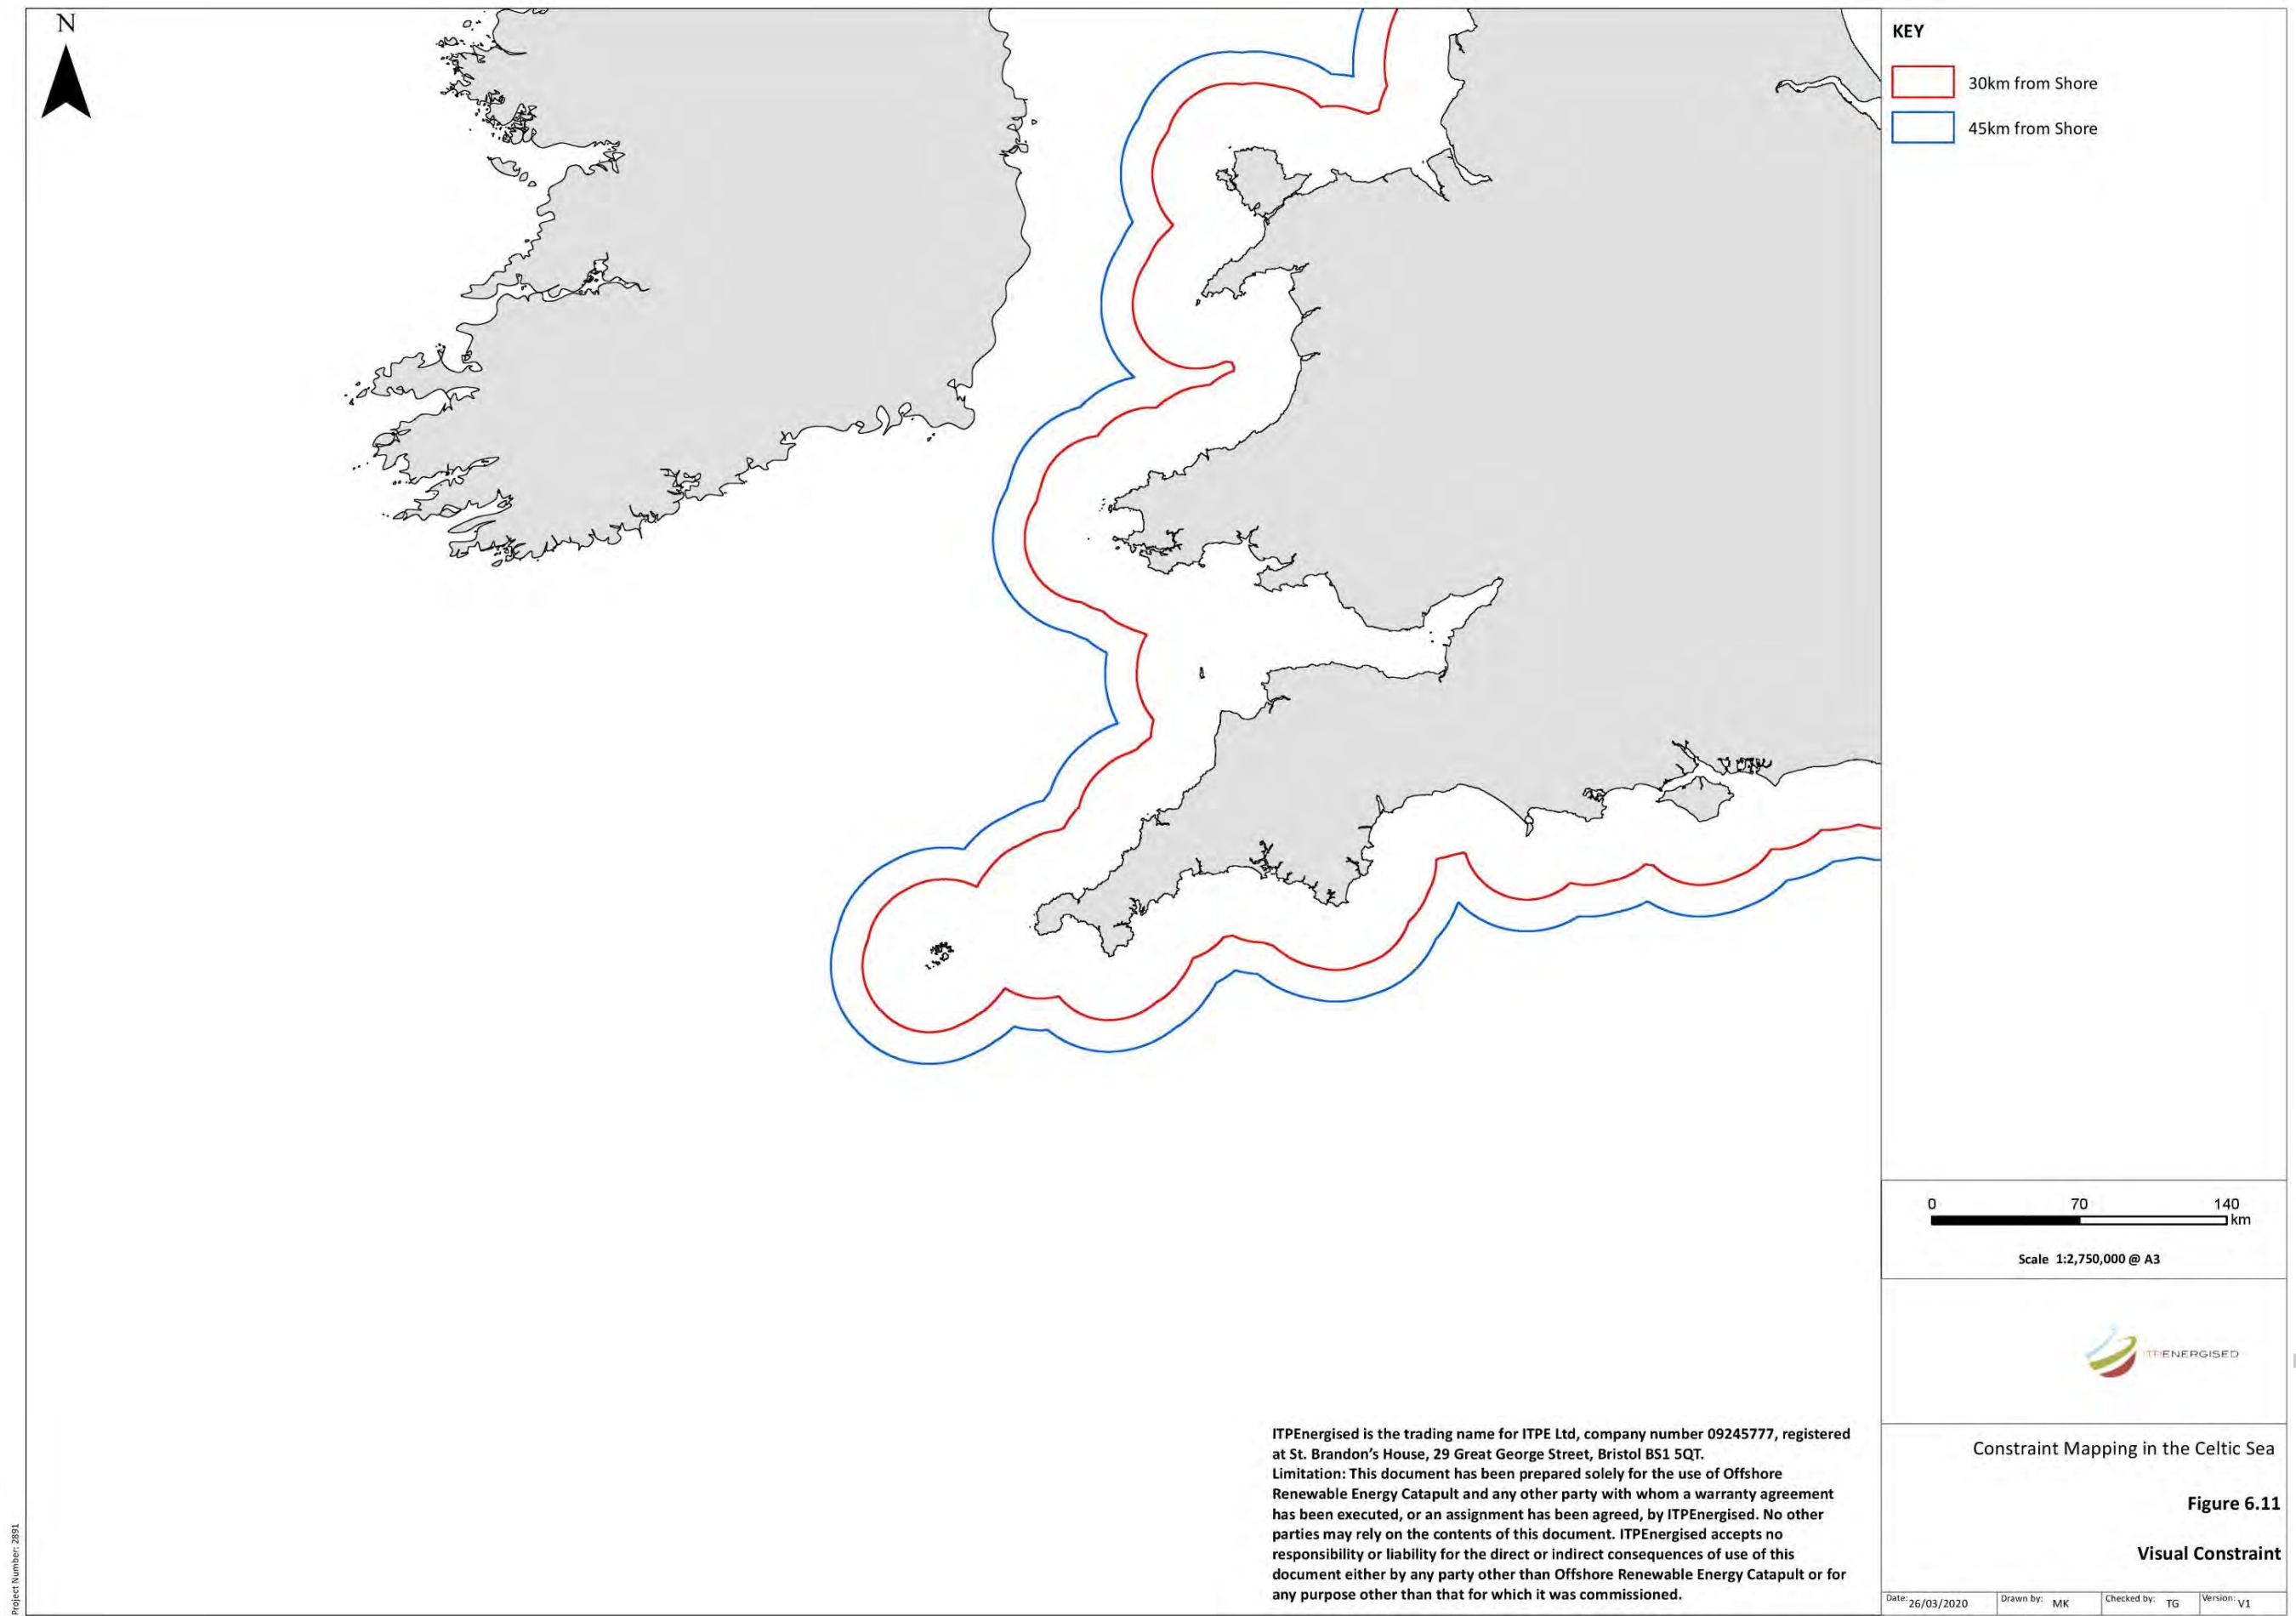 N
KEY
30km from Shore
45km from Shore
0 70 140
km
Scale 1:2,750,000 @ A3
ITPENERGISED
ITPEnergised is the trading name for ITPE Ltd, company number 09245777, registered
at St. Brandon's House, 29 Great George Street, Bristol BS1 5QT.
Limitation: This document has been prepared solely for the use of Offshore
Renewable Energy Catapult and any other party with whom a warranty agreement
has been executed, or an assignment has been agreed, by ITPEnergised. No other
parties may rely on the contents of this document. ITPEnergised accepts no
responsibility or liability for the direct or indirect consequences of use of this
document either by any party other than Offshore Renewable Energy Catapult or for
any purpose other than that for which it was commissioned.
Constraint Mapping in the Celtic Sea
Figure 6.11
Visual Constraint
Date: 26/03/2020 Drawn by: MK Checked by: TG Version: V1
Project Number: 2891